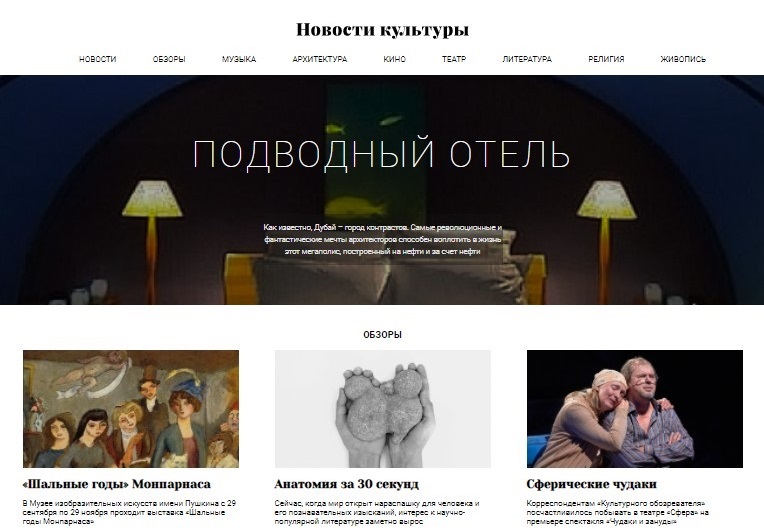 Новости культуры
НОВОСТИ ОБЗОРЫ МУЗЫКА АРХИТЕКТУРА КИНО ТЕАТР ЛИТЕРАТУРА РЕЛИГИЯ ЖИВОПИСЬ
ПОДВОДНЫЙ ОТЕЛЬ
Как известно, Дубай – город контрастов. Самые революционные и
фантастические мечты архитекторов способен воплотить в жизнь
этот мегаполис, построенный на нефти и за счет нефти
ОБЗОРЫ
«Шальные годы» Монпарнаса
В Музее изобразительных искусств имени Пушкина с 29
сентября по 29 ноября проходит выставка «Шальные
годы Монпарнаса»
Анатомия за 30 секунд
Сейчас, когда мир открыт нараспашку для человека и
его познавательных изысканий, интерес к научно-
популярной литературе заметно вырос
Сферические чудаки
Корреспондентам «Культурного обозревателя»
посчастливилось побывать в театре «Сфера» на
премьере спектакля «Чудаки и зануды»